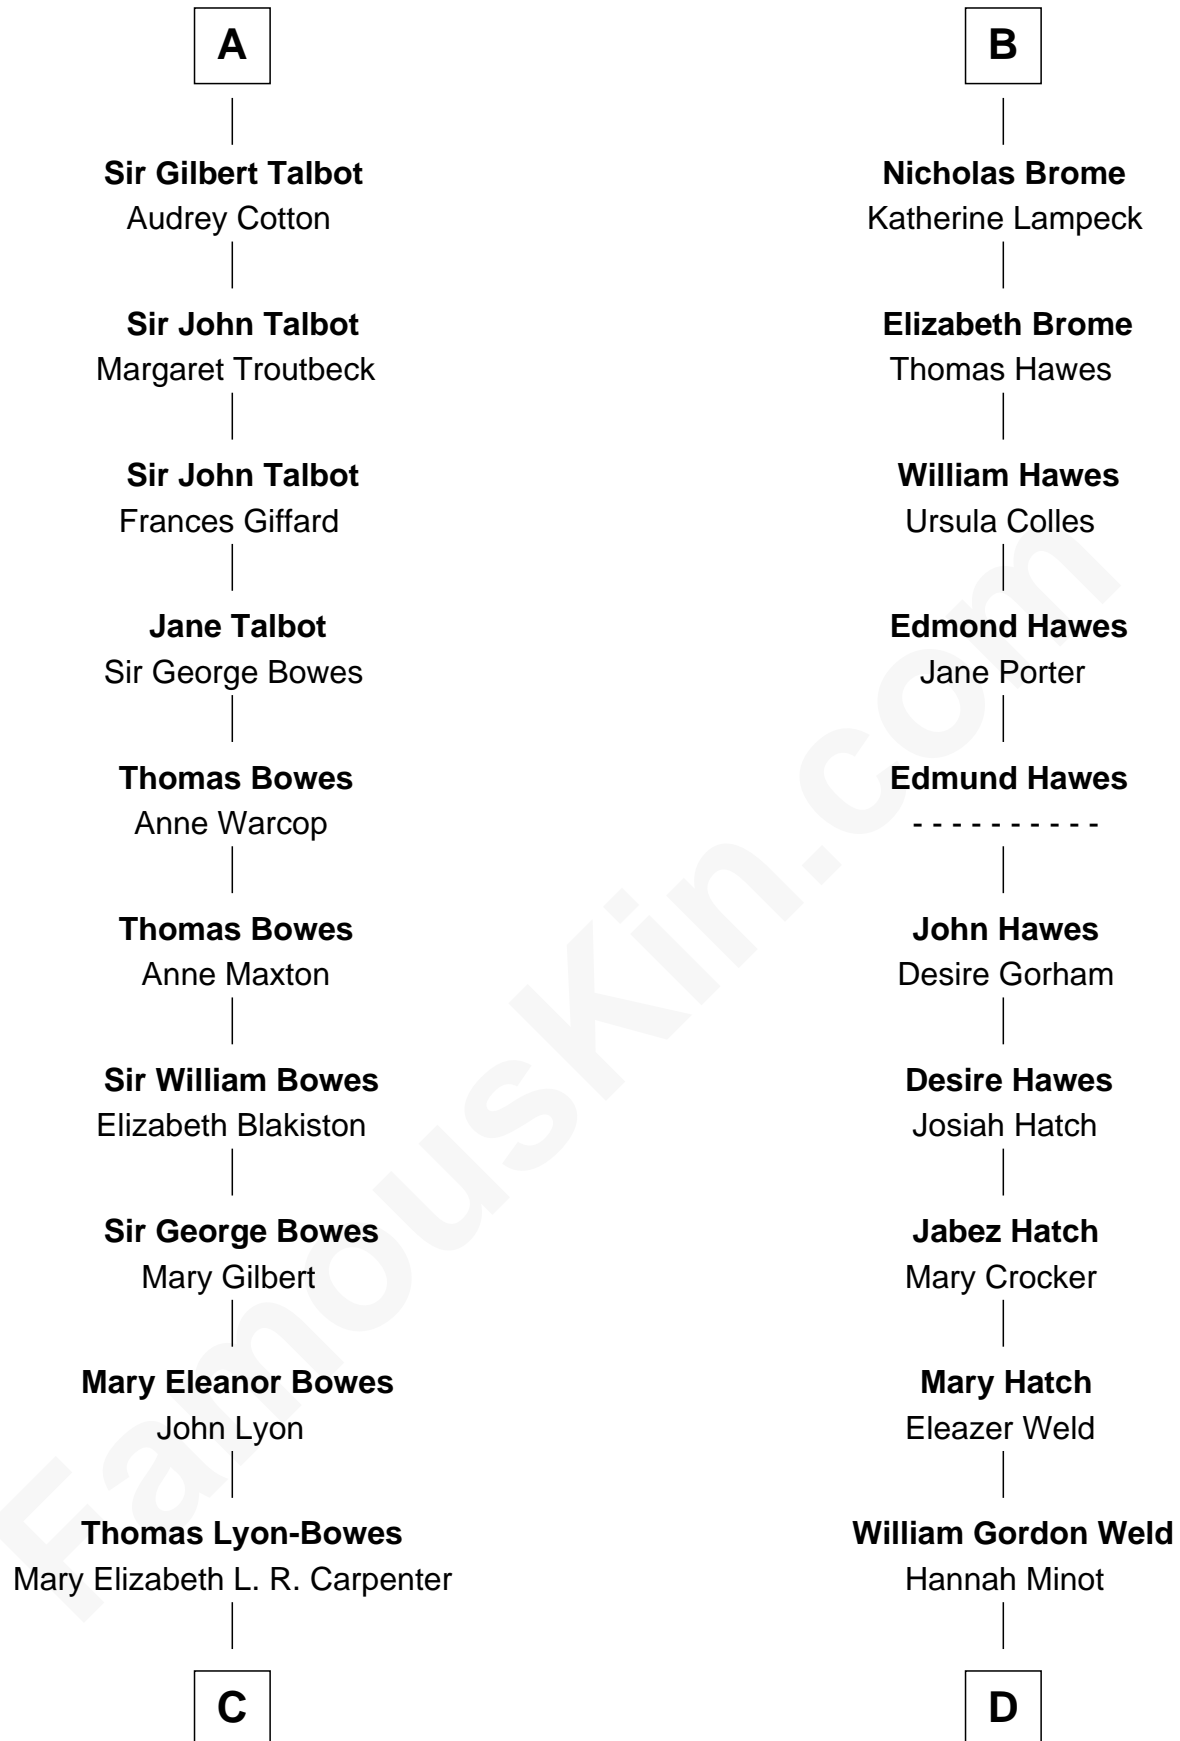 A
Sir Gilbert Talbot
Audrey Cotton
Sir John Talbot
Margaret Troutbeck
Sir John Talbot
Frances Giffard
Jane Talbot
Sir George Bowes
Thomas Bowes
Anne Warcop
Thomas Bowes
Anne Maxton
Sir William Bowes
Elizabeth Blakiston
Sir George Bowes
Mary Gilbert
Mary Eleanor Bowes
John Lyon
Thomas Lyon-Bowes
Mary Elizabeth L. R. Carpenter
C
B
Nicholas Brome
Katherine Lampeck
Elizabeth Brome
Thomas Hawes
William Hawes
Ursula Colles
Edmond Hawes
Jane Porter
Edmund Hawes
- - - - - - - - - -
John Hawes
Desire Gorham
Desire Hawes
Josiah Hatch
Jabez Hatch
Mary Crocker
Mary Hatch
Eleazer Weld
William Gordon Weld
Hannah Minot
D
FamousKin.com